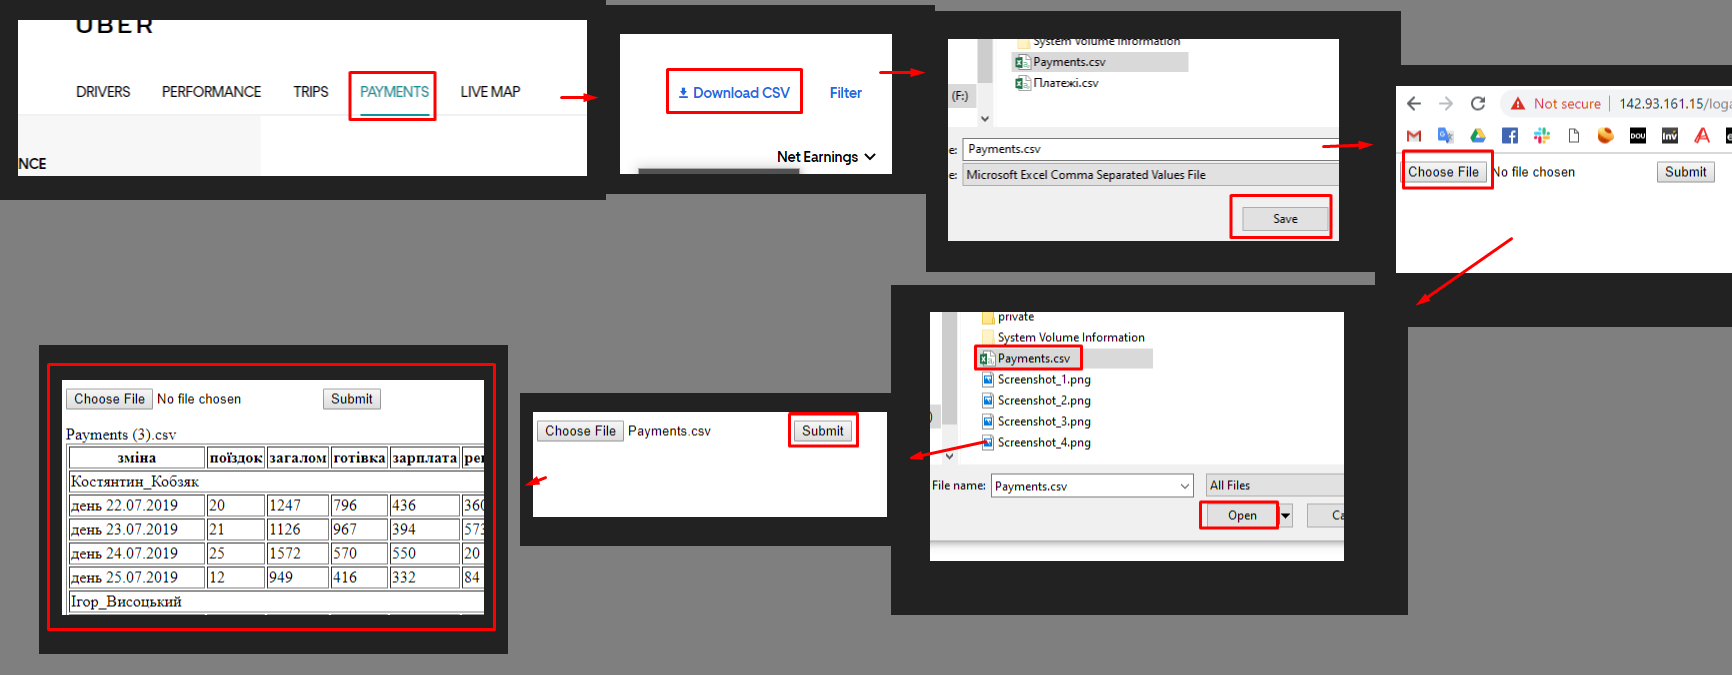 UBER
DRIVERS PERFORMANCE TRIPS PAYMENTS LIVE MAP
NCE
Download CSV Filter
Net Earnings
System Volume Information
Payments.csv
Платежі.csv
(F:)
e: Payments.csv
e: Microsoft Excel Comma Separated Values File
Save
Not secure 142.93.161.15/loga
DOU Inv
Choose File No file chosen Submit
private
System Volume Information
Payments.csv
Screenshot_1.png
Screenshot_2.png
Screenshot_3.png
Screenshot_4.png
File name: Payments.csv All Files
Open Ca
Choose File Payments.csv Submit
Choose File No file chosen Submit
Payments (3).csv
зміна поїздок загалом готівка зарплата рен
Костянтин_Кобзяк
день 22.07.2019 20 1247 796 436 360
день 23.07.2019 21 1126 967 394 573
день 24.07.2019 25 1572 570 550 20
день 25.07.2019 12 949 416 332 84
Ігор_Висоцький